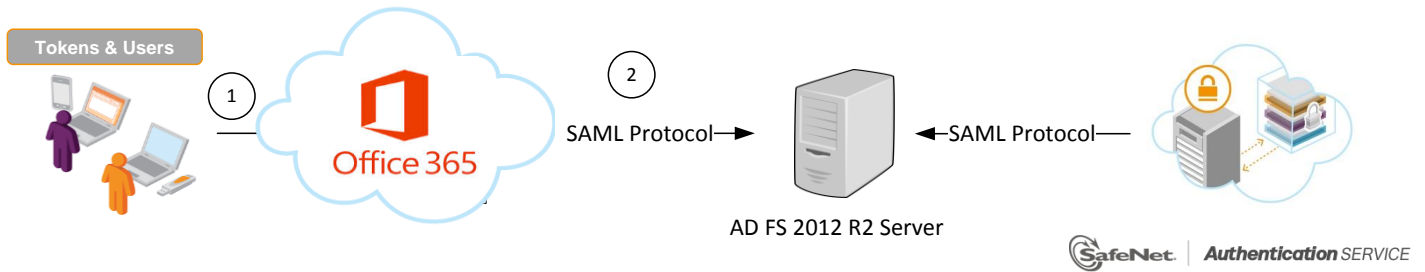 Tokens & Users
1
Office 365
2
SAML Protocol
AD FS 2012 R2 Server
SAML Protocol
SafeNet. | Authentication SERVICE